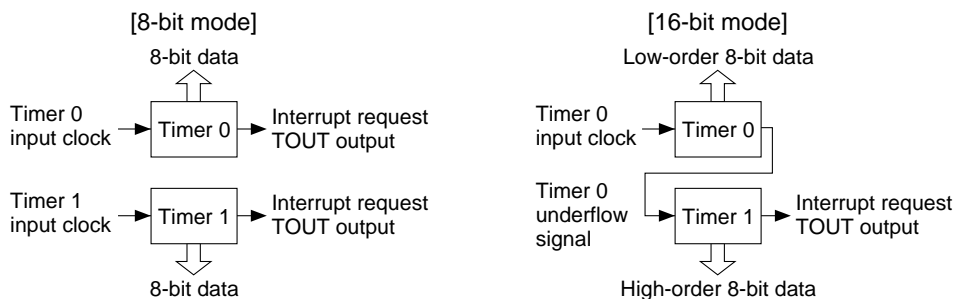 [8-bit mode]
8-bit data
Timer 0
input clock
Timer 0
Interrupt request
TOUT output
Timer 1
input clock
Timer 1
Interrupt request
TOUT output
8-bit data
[16-bit mode]
Low-order 8-bit data
Timer 0
input clock
Timer 0
Timer 0
underflow
signal
Timer 1
Interrupt request
TOUT output
High-order 8-bit data